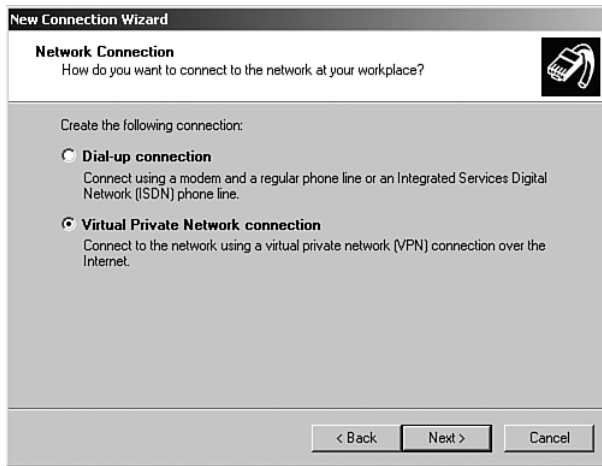 New Connection Wizard
Network Connection
How do you want to connect to the network at your workplace?
Create the following connection:
Dial-up connection
Connect using a modem and a regular phone line or an Integrated Services Digital
Network (ISDN) phone line.
Virtual Private Network connection
Connect to the network using a virtual private network (VPN) connection over the
Internet.
< Back
Next >
Cancel